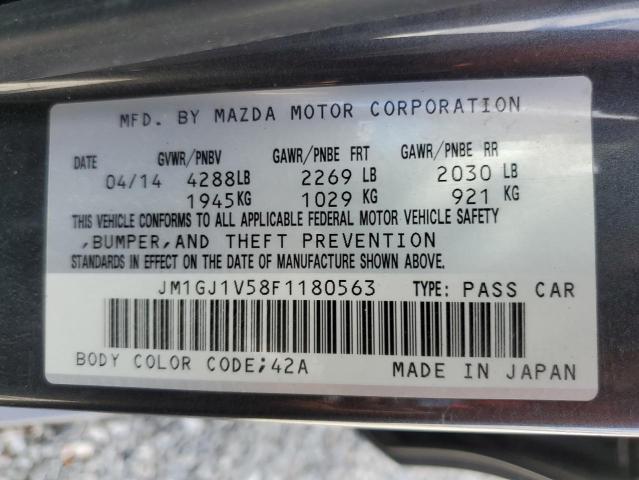 MFD. BY MAZDA MOTOR CORPORATION
DATE GVWR/PNBV GAWR/PNBE FRT GAWR/PNBE RR
04/14 4288LB 2269 LB 2030 LB
1945KG 1029 KG 921 KG
THIS VEHICLE CONFORMS TO ALL APPLICABLE FEDERAL MOTOR VEHICLE SAFETY
,BUMPER,AND THEFT PREVENTION
STANDARDS IN EFFECT ON THE DATE OF MANUFACTURE SHOWN ABOVE.
JM1GJ1V58F1180563 TYPE: PASS CAR
BODY COLOR CODE;42A MADE IN JAPAN